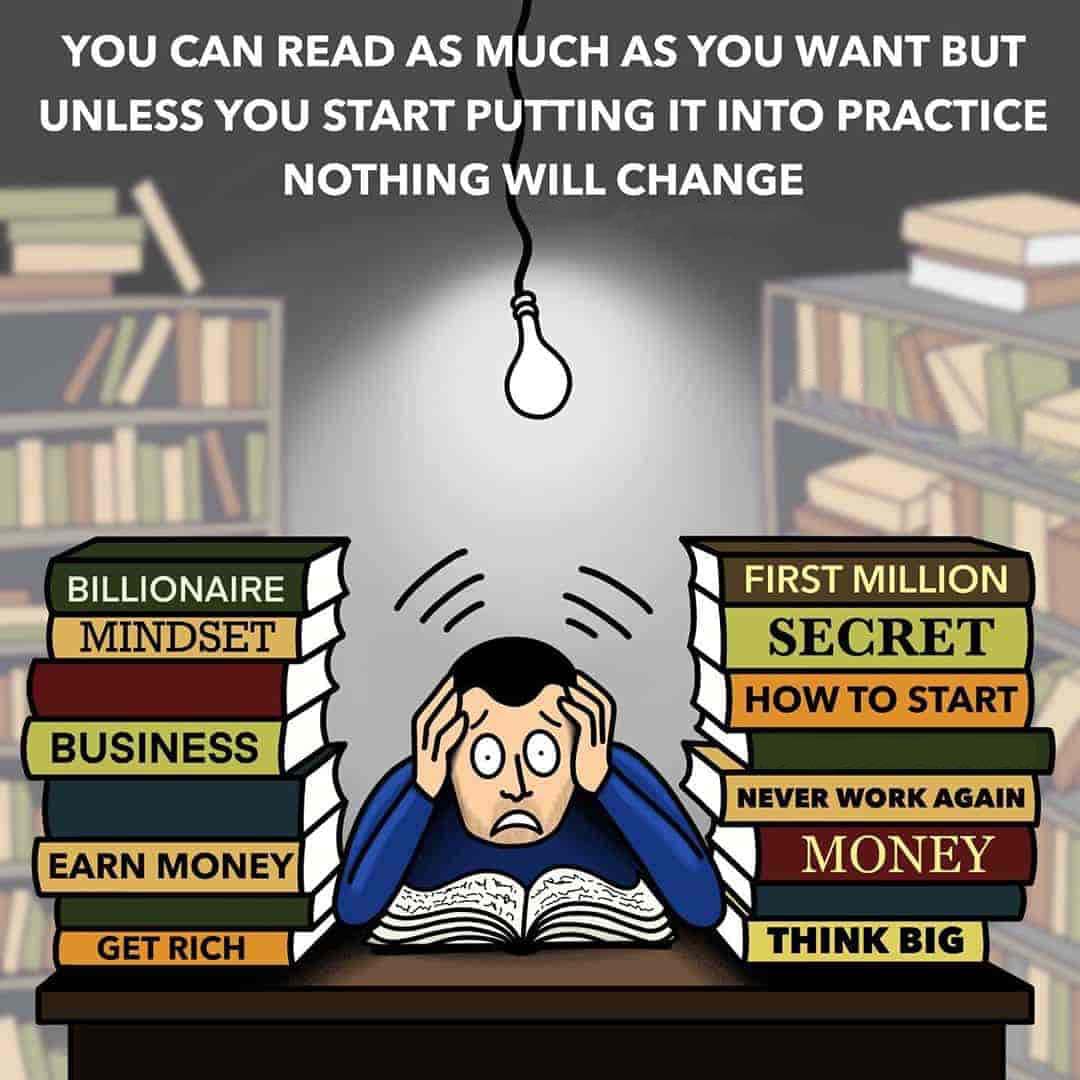 YOU CAN READ AS MUCH AS YOU WANT BUT
UNLESS YOU START PUTTING IT INTO PRACTICE
NOTHING WILL CHANGE
BILLIONAIRE
MINDSET
BUSINESS
EARN MONEY
GET RICH
FIRST MILLION
SECRET
HOW TO START
NEVER WORK AGAIN
MONEY
THINK BIG